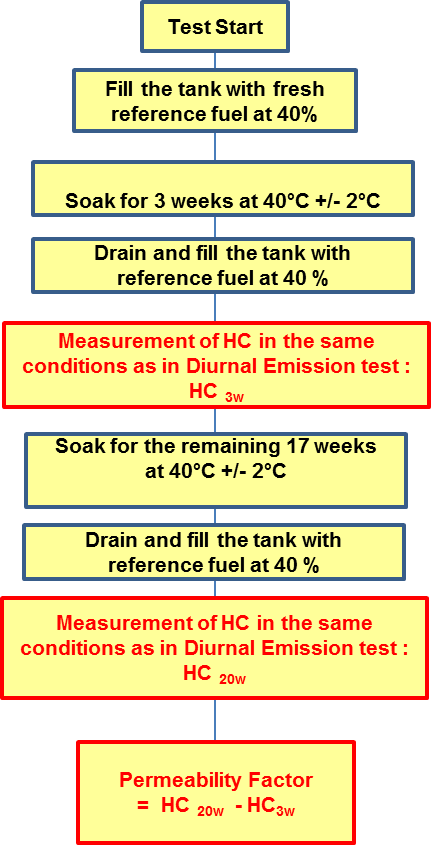 Test Start
Fill the tank with fresh
reference fuel at 40%
Soak for 3 weeks at 40°C +/- 2°C
Drain and fill the tank with
reference fuel at 40 %
Measurement of HC in the same
conditions as in Diurnal Emission test :
HC 3w
Soak for the remaining 17 weeks
at 40°C +/- 2°C
Drain and fill the tank with
reference fuel at 40 %
Measurement of HC in the same
conditions as in Diurnal Emission test :
HC 20w
Permeability Factor
= HC 20w - HC3w